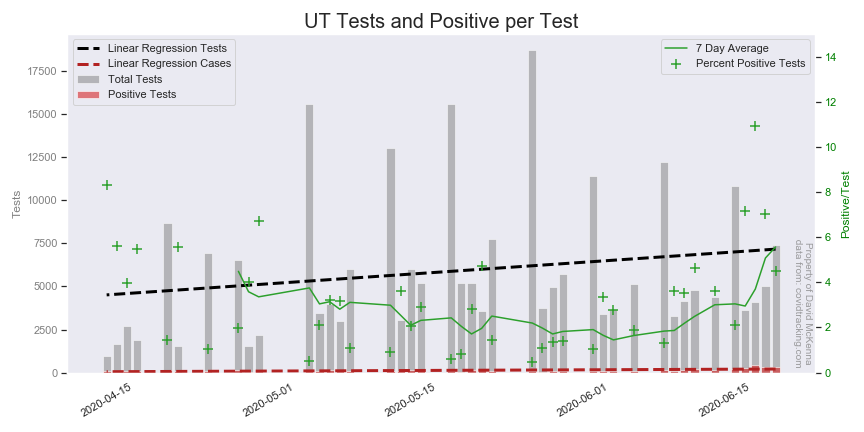 UT Tests and Positive per Test
Linear Regression Tests
Linear Regression Cases
Total Tests
Positive Tests
7 Day Average
Percent Positive Tests
17500
15000
12500
10000
7500
5000
2500
0
Tests
14
12
10
8
6
4
2
0
Positive/Test
Property of David McKenna
data from: covidtracking.com
2020-04-15
2020-05-01
2020-05-15
2020-06-01
2020-06-15